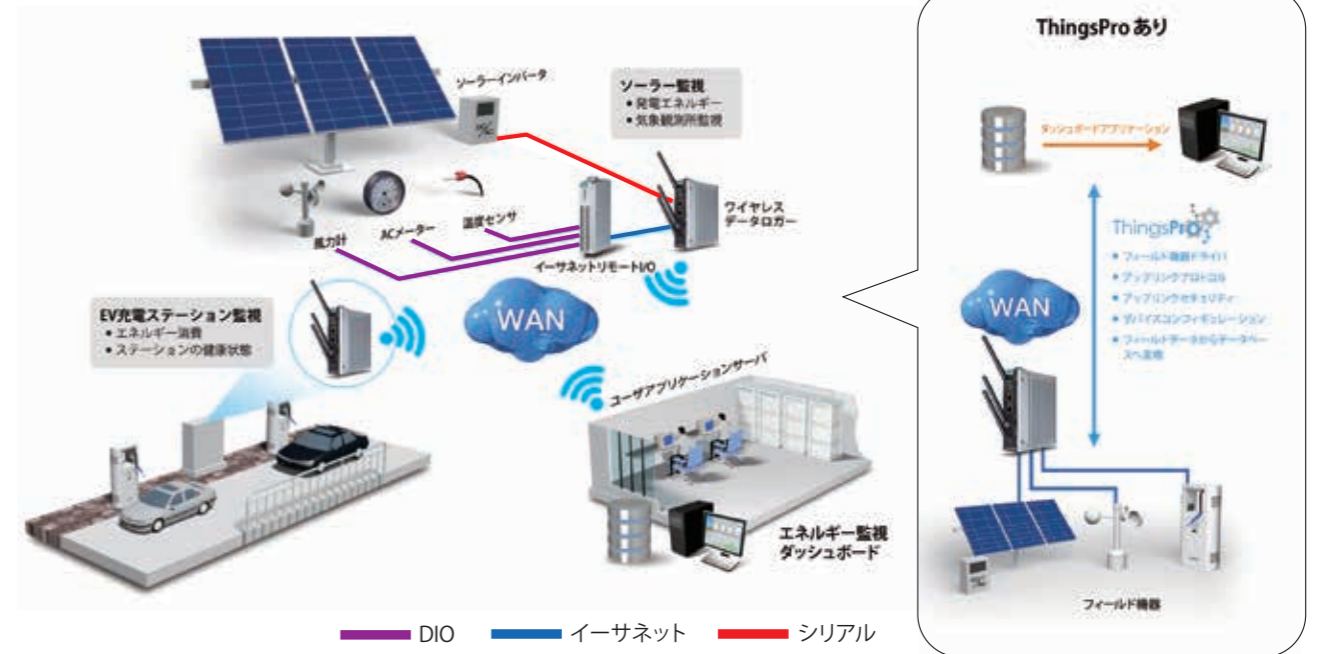 ソーラーインバータ
ソーラー監視
• 発電エネルギー
• 気象観測所監視
ワイヤレス
データロガー
風力計
ACメーター
温度センサ
イーサネットリモートI/O
EV充電ステーション監視
• エネルギー消費
• ステーションの健康状態
WAN
ユーザアプリケーションサーバ
エネルギー監視
ダッシュボード
DIO
イーサネット
シリアル
ThingsPro あり
ダッシュボードアプリケーション
ThingsPro
• フィールド機器ドライバ
• アップリンクプロトコル
• アップリンクセキュリティ
• デバイスコンフィギュレーション
• フィールドデータからデータベー
スへ
WAN
フィールド機器